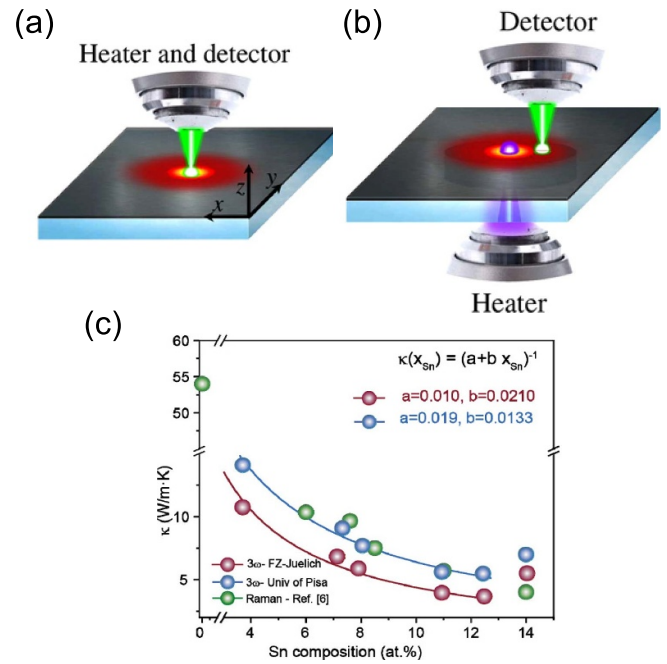 (a)
Heater and detector
z
y
x
(b)
Detector
Heater
(c)
κ(xSn) = (a+b xSn)-1
a=0.010, b=0.0210
a=0.019, b=0.0133
κ (W/m·K)
60
55
50
10
5
3ω- FZ-Juelich
3ω- Univ of Pisa
Raman - Ref. [6]
0 4 6 8 10 12 14
Sn composition (at.%)